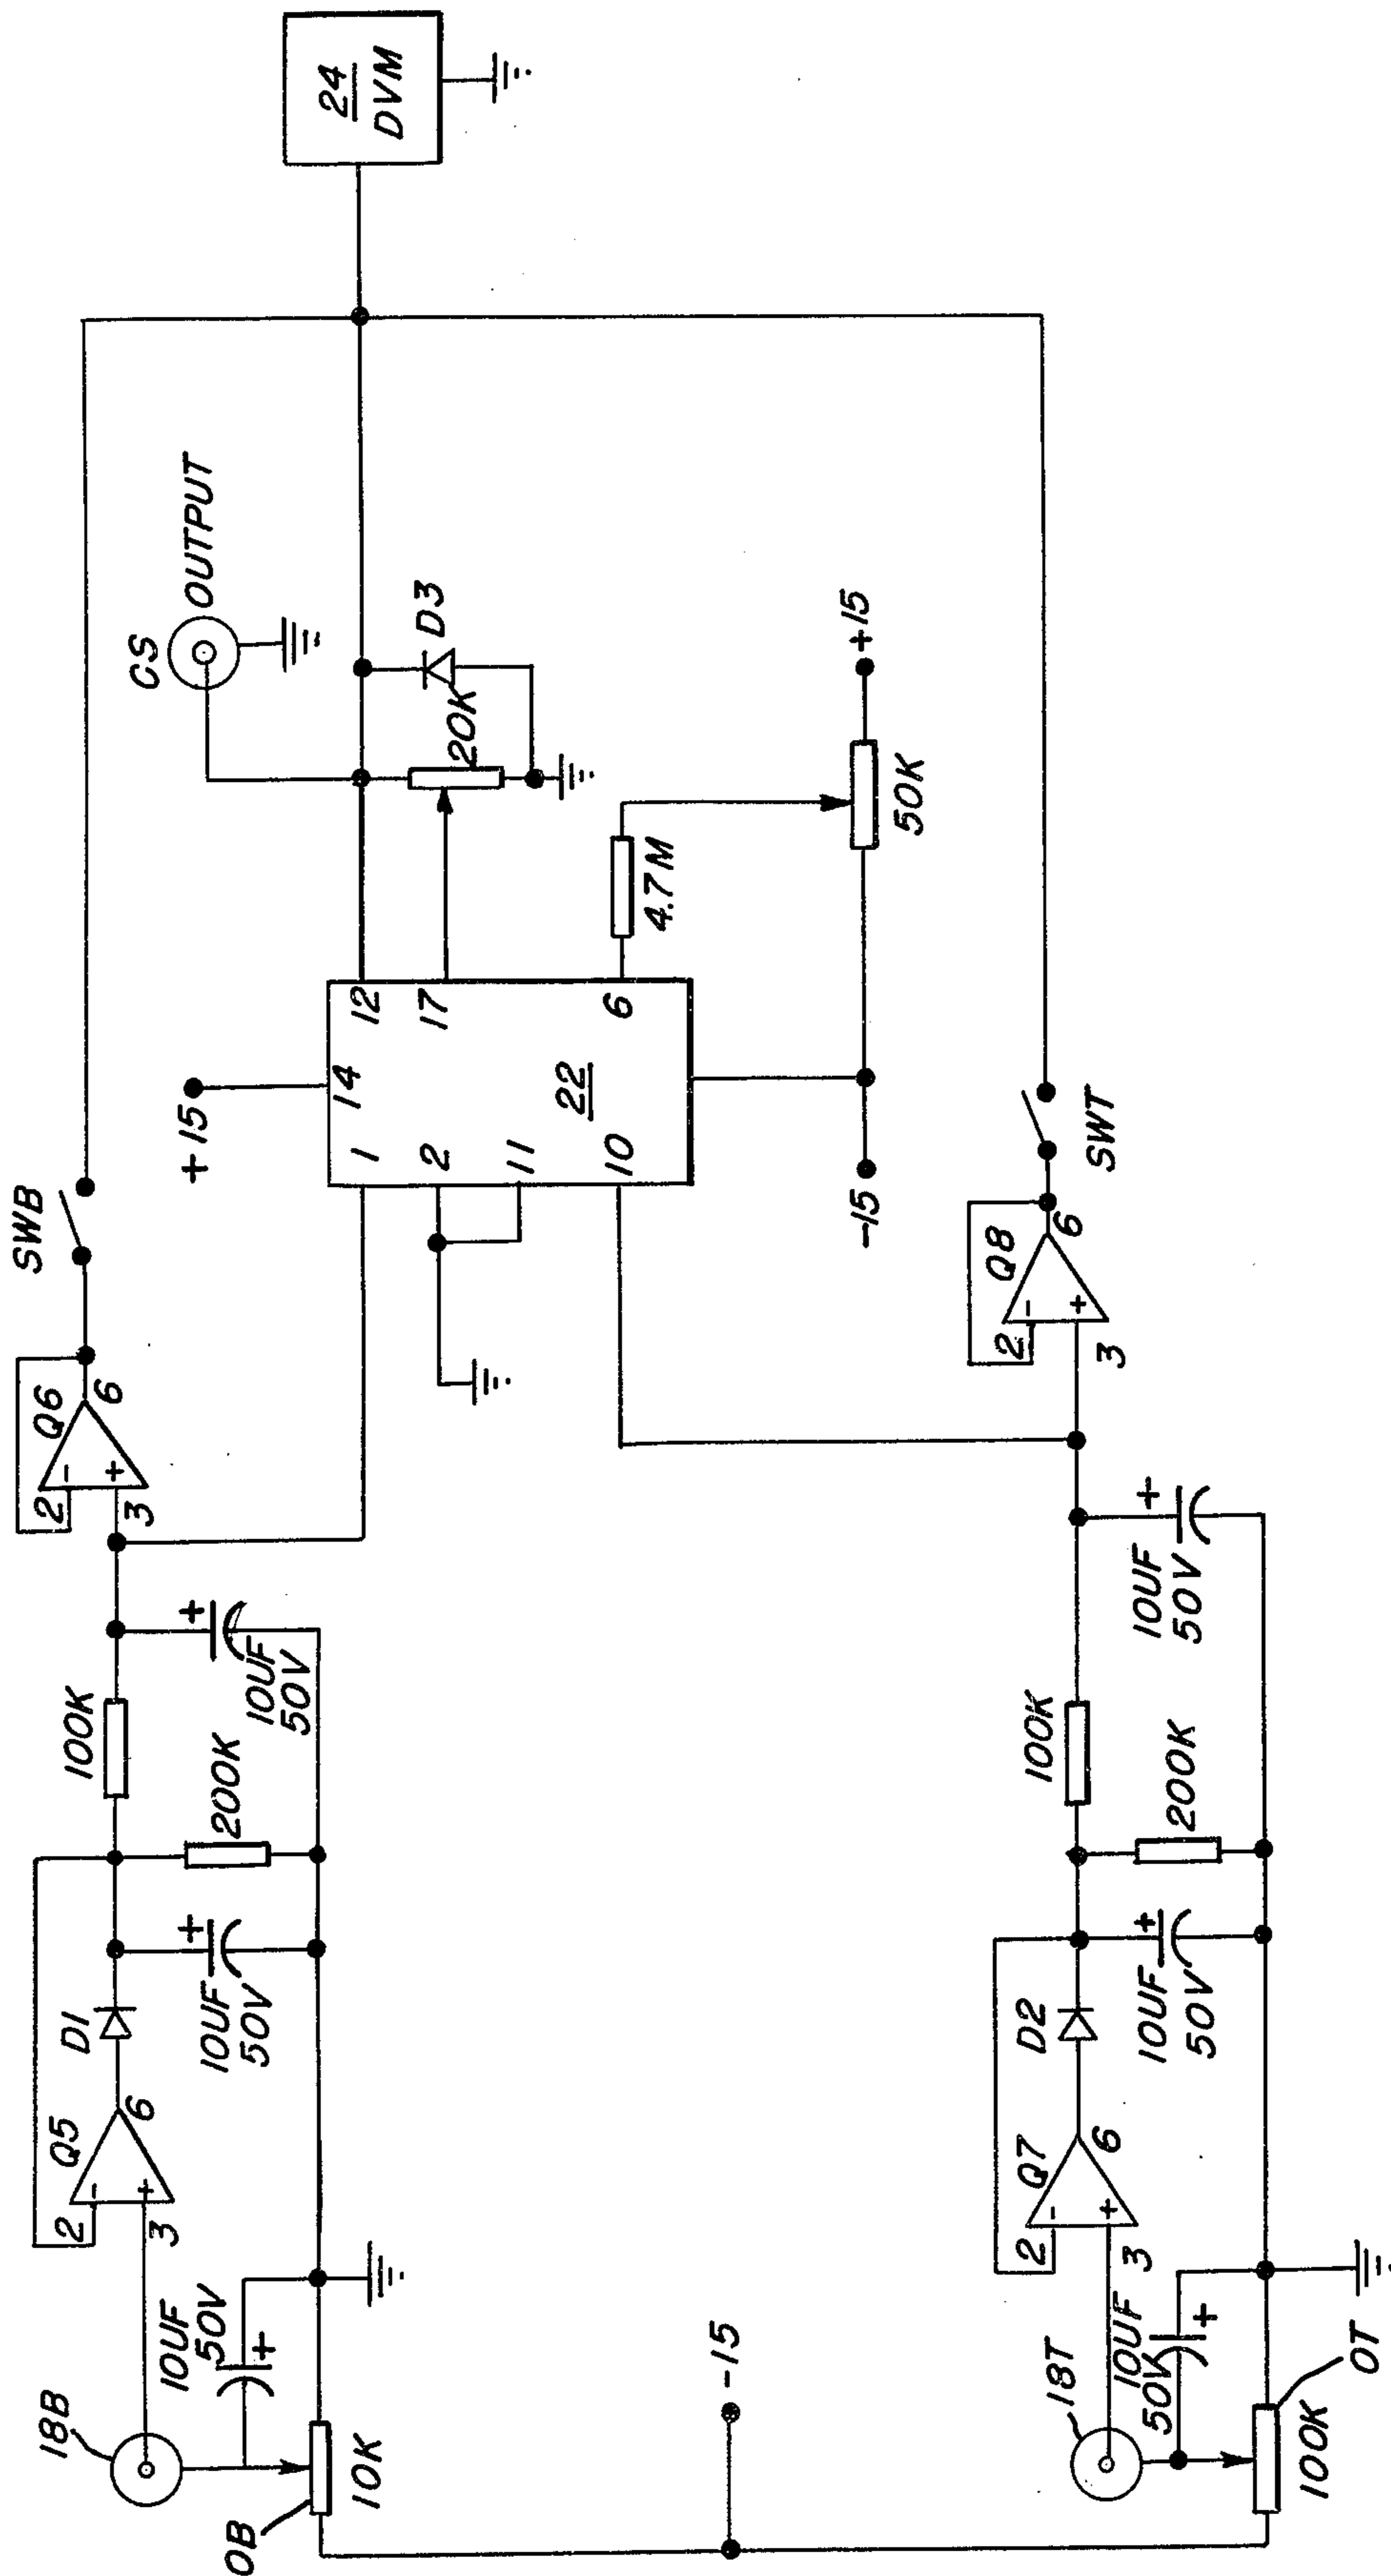 18B
OB
10K
10UF
50V
+
Q5
2
-
+
3
6
D1
+
10UF
50V
200K
100K
+
10UF
50V
Q6
2
-
+
3
6
SWB
+15
14
1
2
11
10
22
12
17
6
CS
OUTPUT
20K
D3
4.7M
50K
+15
-15
24
DVM
-15
18T
OT
100K
10UF
50V
+
Q7
2
-
+
3
6
D2
+
10UF
50V
200K
100K
+
10UF
50V
Q8
2
-
+
3
6
SWT